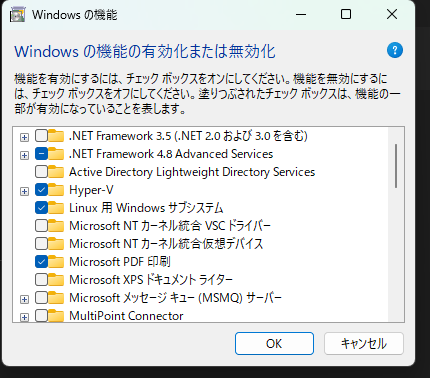 Windows の機能
Windows の機能の有効化または無効化
機能を有効にするには、チェック ボックスをオンにしてください。機能を無効にするに
は、チェック ボックスをオフにしてください。塗りつぶされたチェック ボックスは、機能の一
部が有効になっていることを表します。
.NET Framework 3.5 (.NET 2.0 および 3.0 を含む)
.NET Framework 4.8 Advanced Services
Active Directory Lightweight Directory Services
Hyper-V
Linux 用 Windows サブシステム
Microsoft NT カーネル統合 VSC ドライバー
Microsoft NT カーネル統合仮想デバイス
Microsoft PDF 印刷
Microsoft XPS ドキュメント ライター
Microsoft メッセージ キュー (MSMQ) サーバー
MultiPoint Connector
OK キャンセル